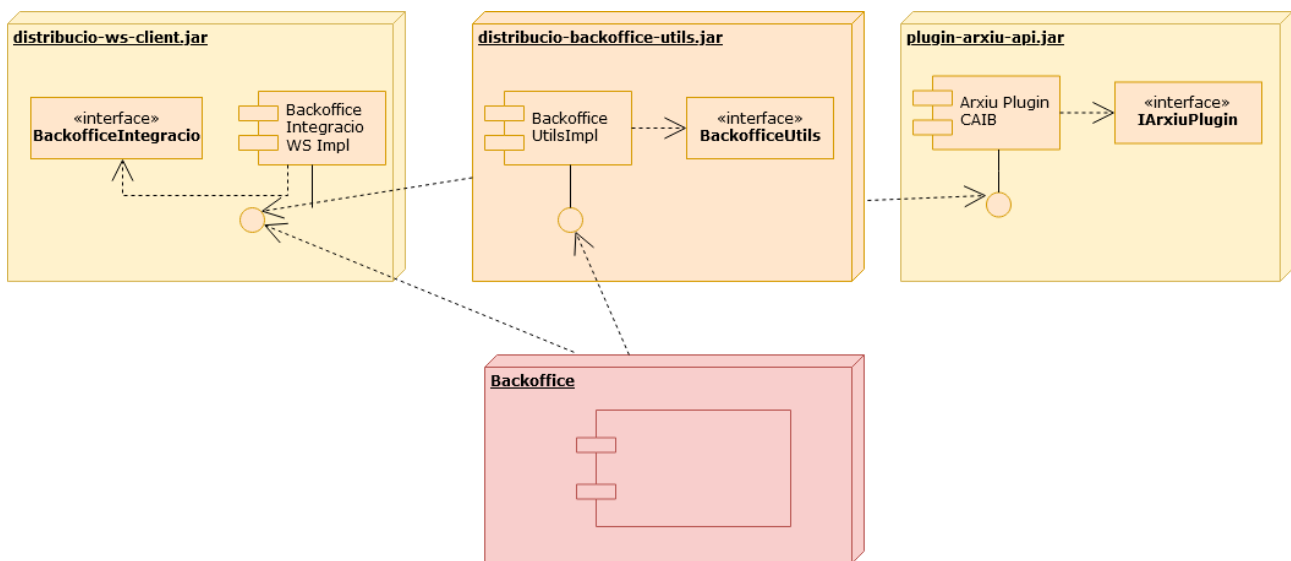 distribucio-ws-client.jar
«interface»
BackofficeIntegracio
Backoffice
Integracio
WS Impl
distribucio-backoffice-utils.jar
Backoffice
UtilsImpl
«interface»
BackofficeUtils
plugin-arxiu-api.jar
Arxiu Plugin
CAIB
«interface»
IArxiuPlugin
Backoffice